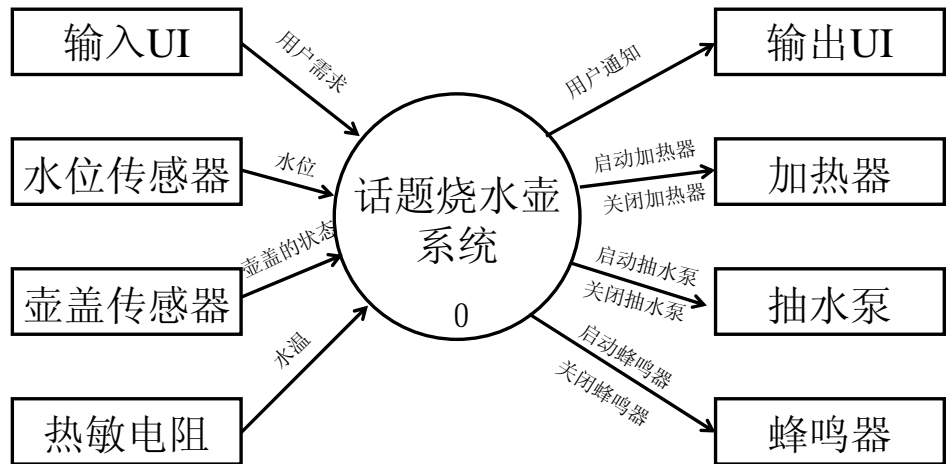 输入UI
用户需求
用户通知
输出UI
水位传感器
水位
启动加热器
关闭加热器
加热器
话题烧水壶
系统
0
壶盖传感器
壶盖的状态
启动抽水泵
关闭抽水泵
抽水泵
热敏电阻
水温
启动蜂鸣器
关闭蜂鸣器
蜂鸣器